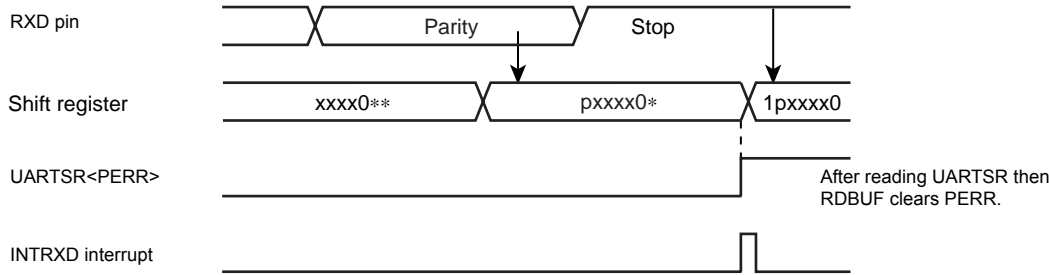 RXD pin
Parity
Stop
Shift register
xxxx0**
pxxxx0*
1pxxxx0
UARTSR<PERR>
After reading UARTSR then
RDBUF clears PERR.
INTRXD interrupt